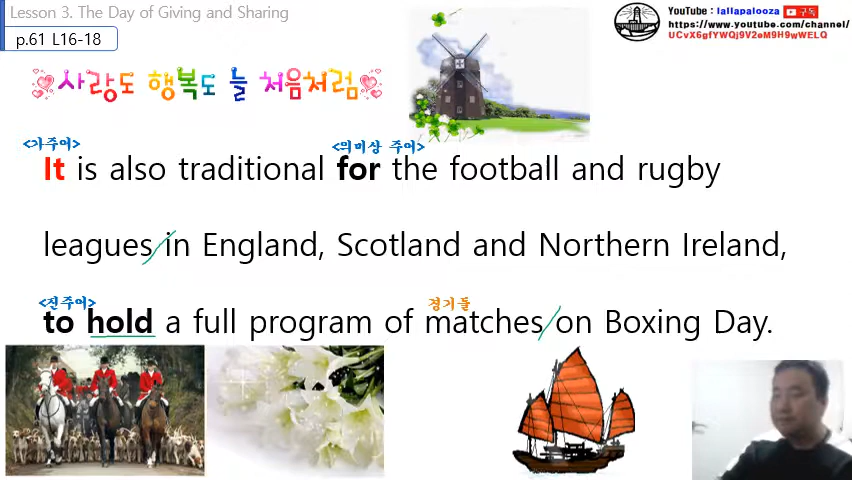 Lesson 3. The Day of Giving and Sharing
p.61 L16-18
YouTube : lallapalooza 구독
https://www.youtube.com/channel/
UCvX6gfYWQj9V2eM9H9wWELQ
사랑도 행복도 늘 처음처럼
<가주어> <의미상 주어>
It is also traditional for the football and rugby
leagues in England, Scotland and Northern Ireland,
<진주어> 경기들
to hold a full program of matches on Boxing Day.